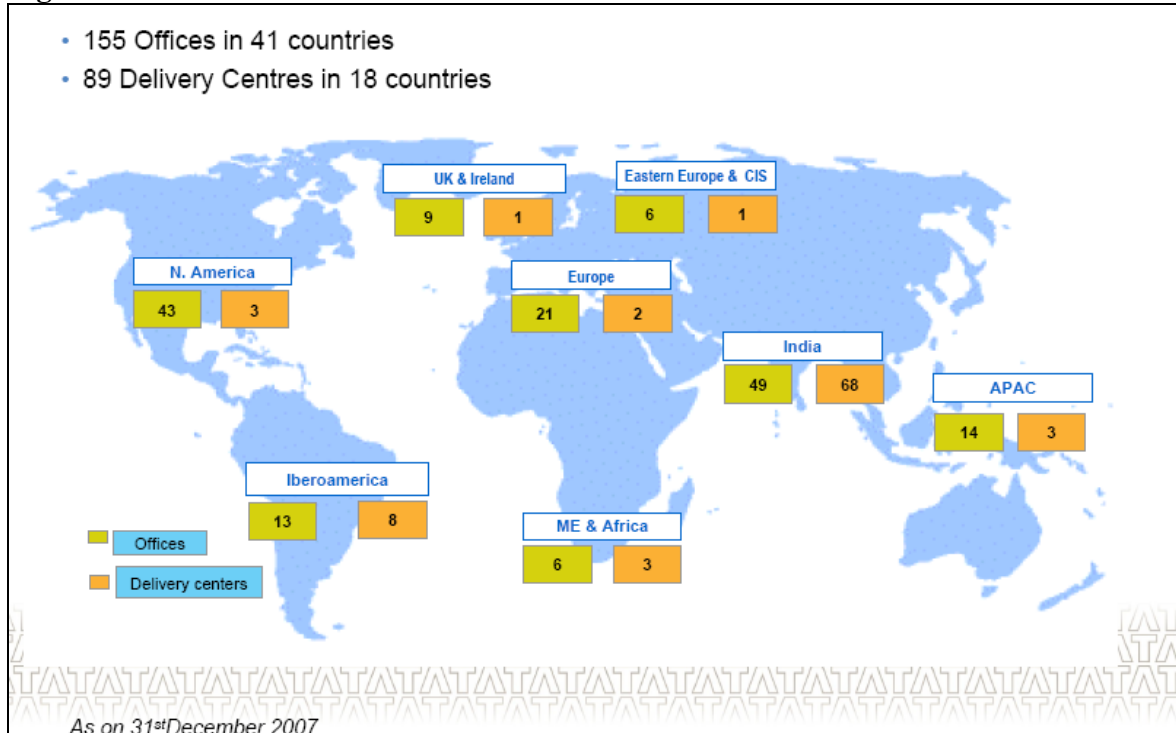 • 155 Offices in 41 countries
• 89 Delivery Centres in 18 countries
UK & Ireland
9 1
Eastern Europe & CIS
6 1
N. America
43 3
Europe
21 2
India
49 68
APAC
14 3
Iberoamerica
13 8
ME & Africa
6 3
Offices
Delivery centers
TATA
As on 31stDecember 2007